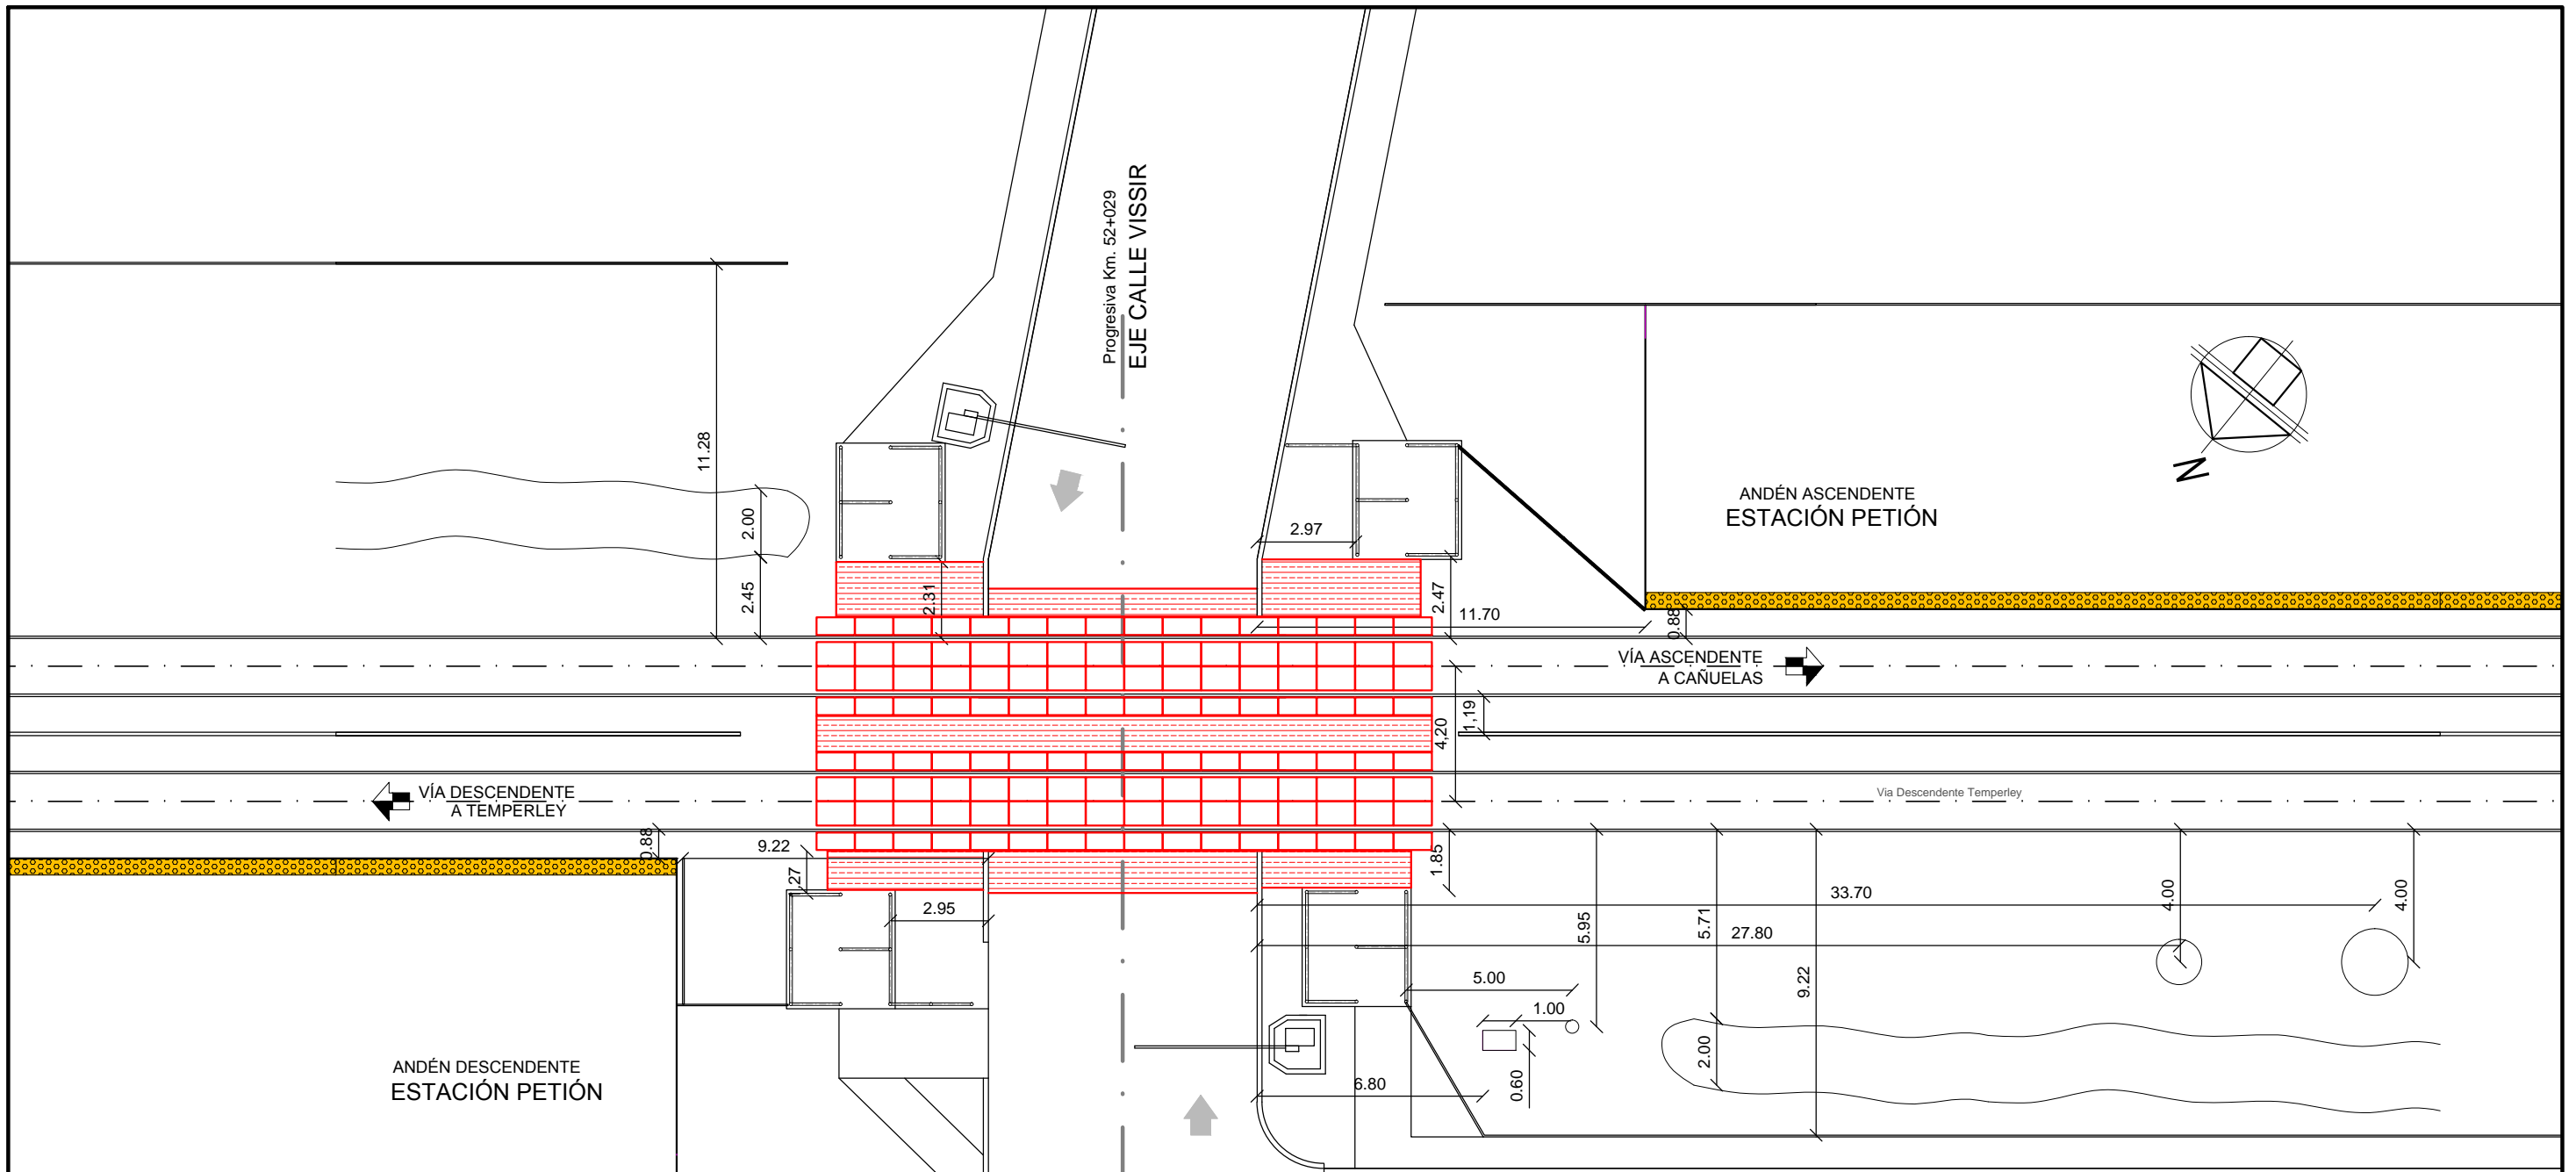 Progresiva Km. 52+029
EJE CALLE VISSIR
11.28
2.00
2.45
2.31
2.97
2.47
11.70
0.88
N
ANDÉN ASCENDENTE
ESTACIÓN PETIÓN
VÍA ASCENDENTE
A CAÑUELAS
4,20
1,19
VÍA DESCENDENTE
A TEMPERLEY
Via Descendente Temperley
0.88
9.22
.27
2.95
1.85
33.70
27.80
5.95
5.71
9.22
4.00
4.00
5.00
1.00
0.60
2.00
6.80
ANDÉN DESCENDENTE
ESTACIÓN PETIÓN